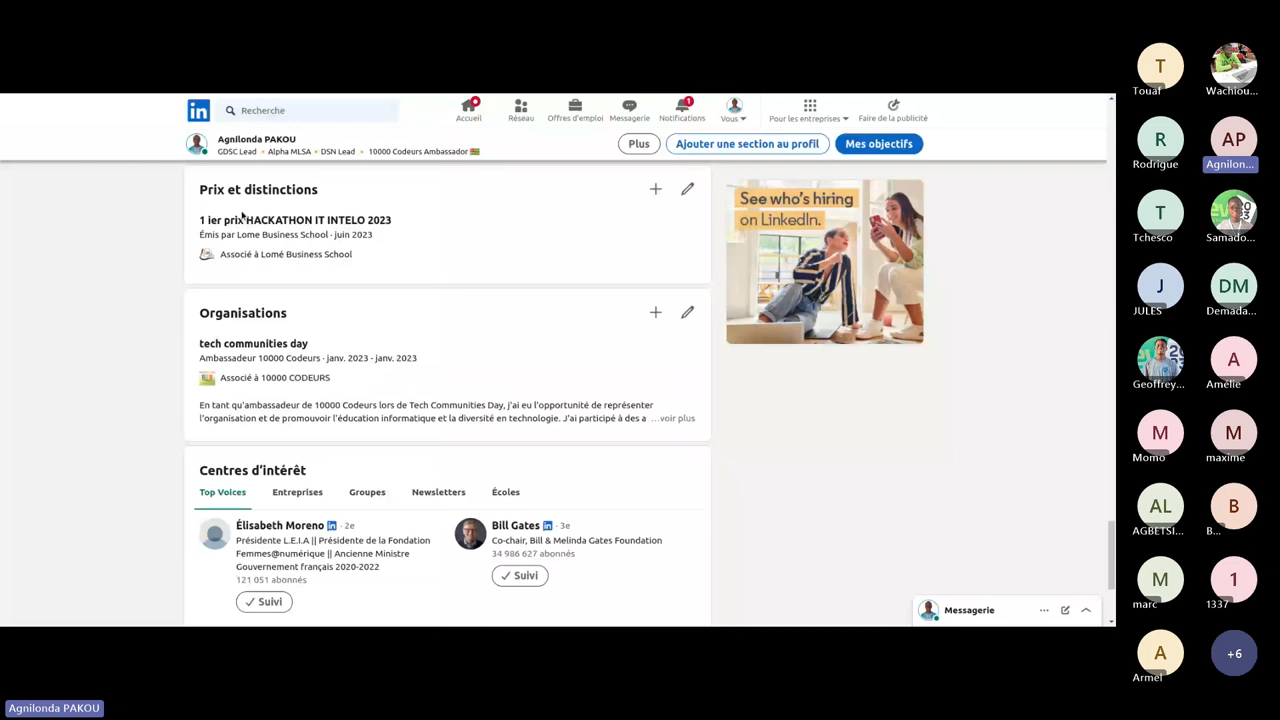 in
Recherche
Accueil
Réseau
Offres d'emploi
Messagerie
1
Notifications
Vous
Pour les entreprises
Faire de la publicité
Agnilonda PAKOU
GDSC Lead • Alpha MLSA • DSN Lead • 10000 Codeurs Ambassador
Plus
Ajouter une section au profil
Mes objectifs
Prix et distinctions
1 ier prix HACKATHON IT INTELO 2023
Émis par Lome Business School · juin 2023
Associé à Lomé Business School
See who's hiring
on LinkedIn.
Organisations
tech communities day
Ambassadeur 10000 Codeurs · janv. 2023 - janv. 2023
Associé à 10000 CODEURS
En tant qu'ambassadeur de 10000 Codeurs lors de Tech Communities Day, j'ai eu l'opportunité de représenter
l'organisation et de promouvoir l'éducation informatique et la diversité en technologie. J'ai participé à des a ...voir plus
Centres d'intérêt
Top Voices
Entreprises
Groupes
Newsletters
Écoles
Élisabeth Moreno in · 2e
Présidente L.E.I.A || Présidente de la Fondation
Femmes@numérique || Ancienne Ministre
Gouvernement français 2020-2022
121 051 abonnés
Suivi
Bill Gates in · 3e
Co-chair, Bill & Melinda Gates Foundation
34 986 627 abonnés
Suivi
Messagerie
T
Touaf
Wachiou...
R
Rodrigue
AP
Agnilon...
T
Tchesco
Samado...
J
JULES
DM
Demada...
Geoffrey...
A
Amélie
M
Momo
M
maxime
AL
AGBETSI...
B
B...
M
marc
1
1337
A
Armel
+6
Agnilonda PAKOU